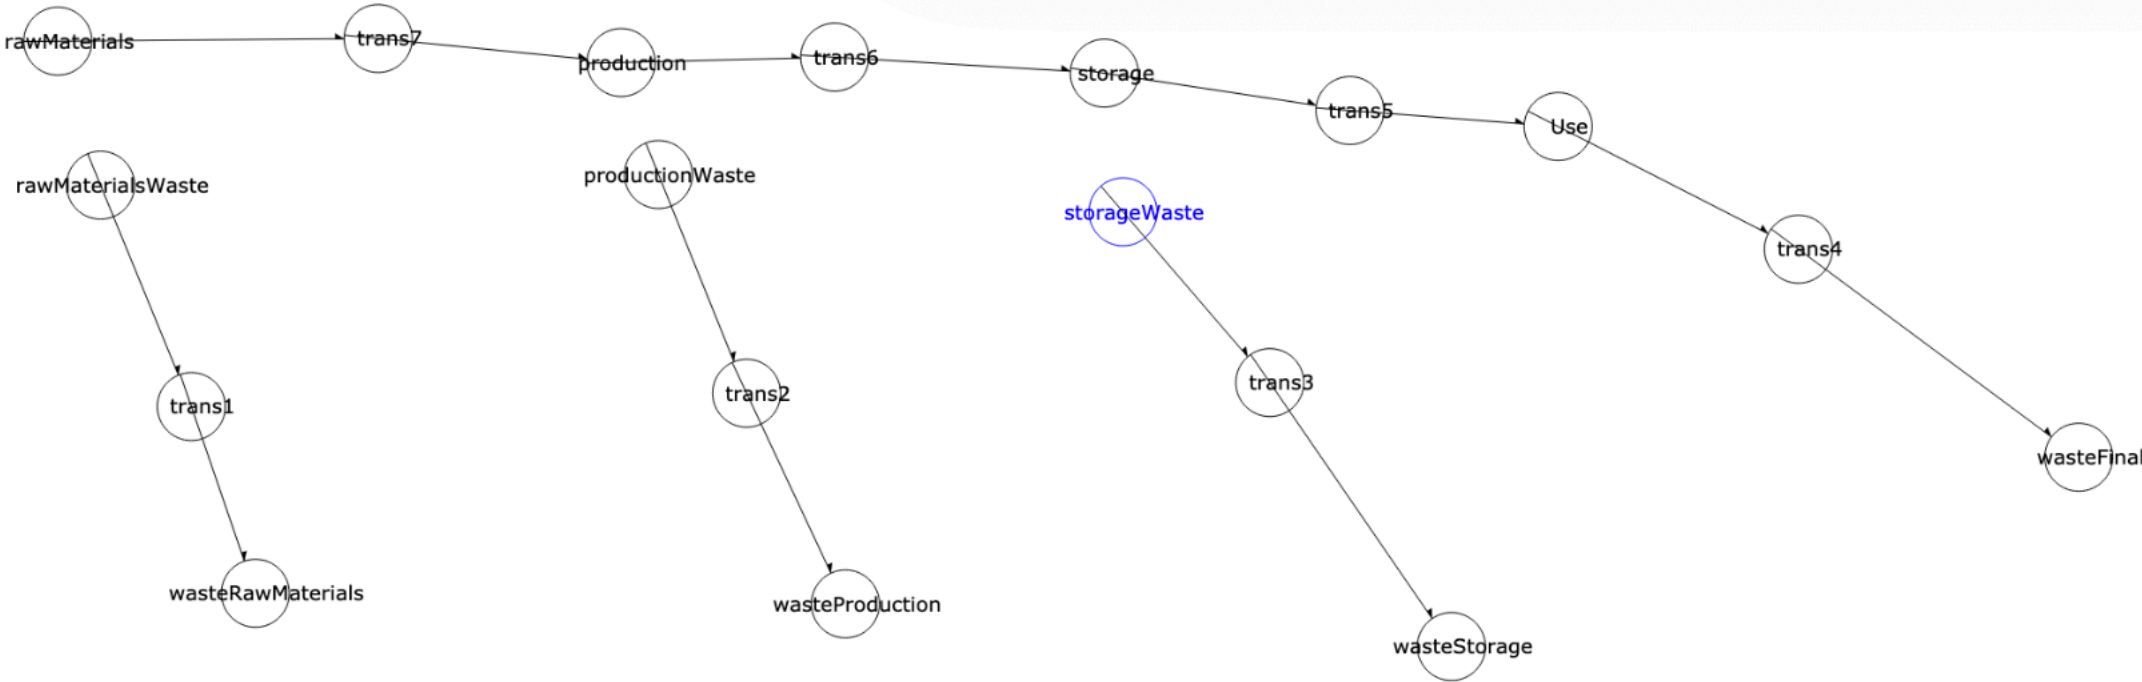 rawMaterials
trans7
production
trans6
storage
trans5
Use
rawMaterialsWaste
productionWaste
storageWaste
trans4
trans1
trans2
trans3
wasteFinal
wasteRawMaterials
wasteProduction
wasteStorage